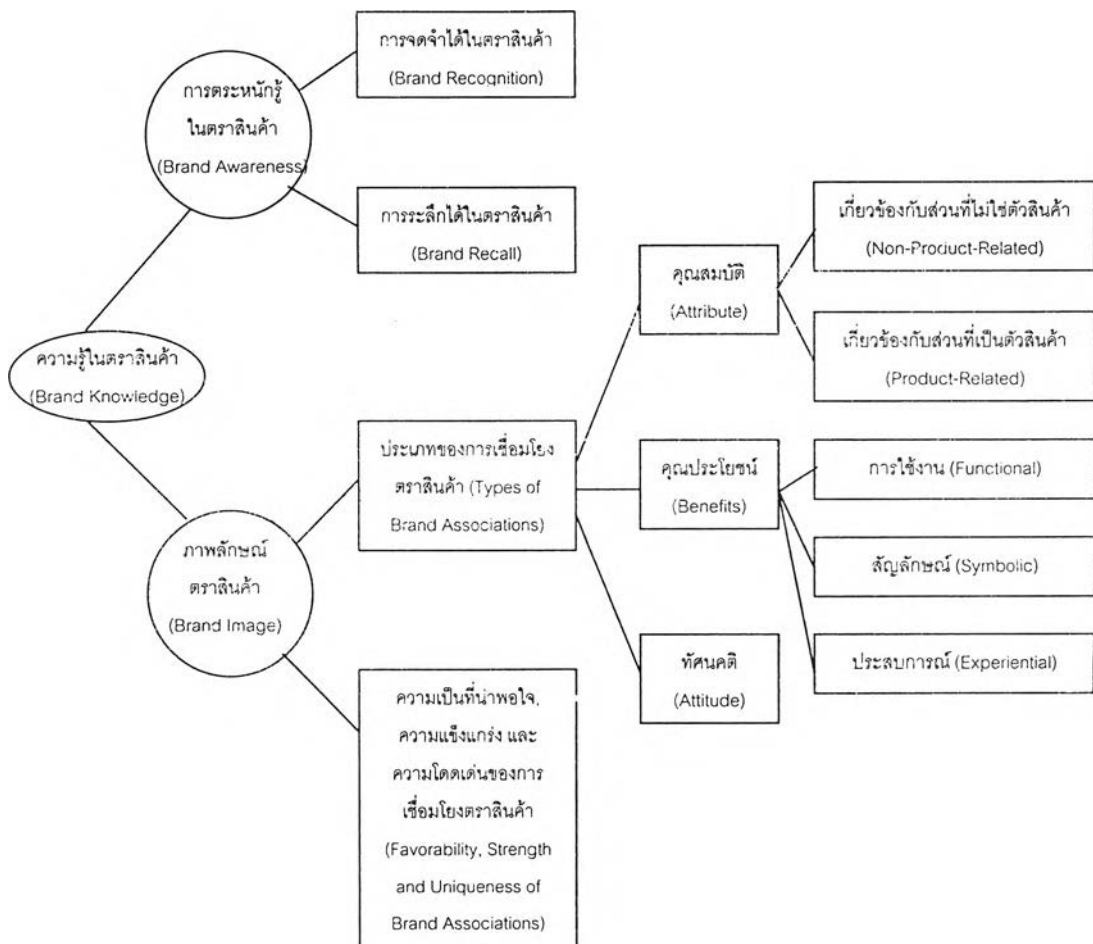 การจดจำได้ในตราสินค้า
(Brand Recognition)
การตระหนักรู้
ในตราสินค้า
(Brand Awareness)
การระลึกได้ในตราสินค้า
(Brand Recall)
เกี่ยวข้องกับส่วนที่ไม่ใช่ตัวสินค้า
(Non-Product-Related)
คุณสมบัติ
(Attribute)
เกี่ยวข้องกับส่วนที่เป็นตัวสินค้า
(Product-Related)
ความรู้ในตราสินค้า
(Brand Knowledge)
ประเภทของการเชื่อมโยง
ตราสินค้า (Types of
Brand Associations)
คุณประโยชน์
(Benefits)
การใช้งาน (Functional)
สัญลักษณ์ (Symbolic)
ประสบการณ์ (Experiential)
ภาพลักษณ์
ตราสินค้า
(Brand Image)
ทัศนคติ
(Attitude)
ความเป็นที่น่าพอใจ,
ความแข็งแกร่ง และ
ความโดดเด่นของการ
เชื่อมโยงตราสินค้า
(Favorability, Strength
and Uniqueness of
Brand Associations)